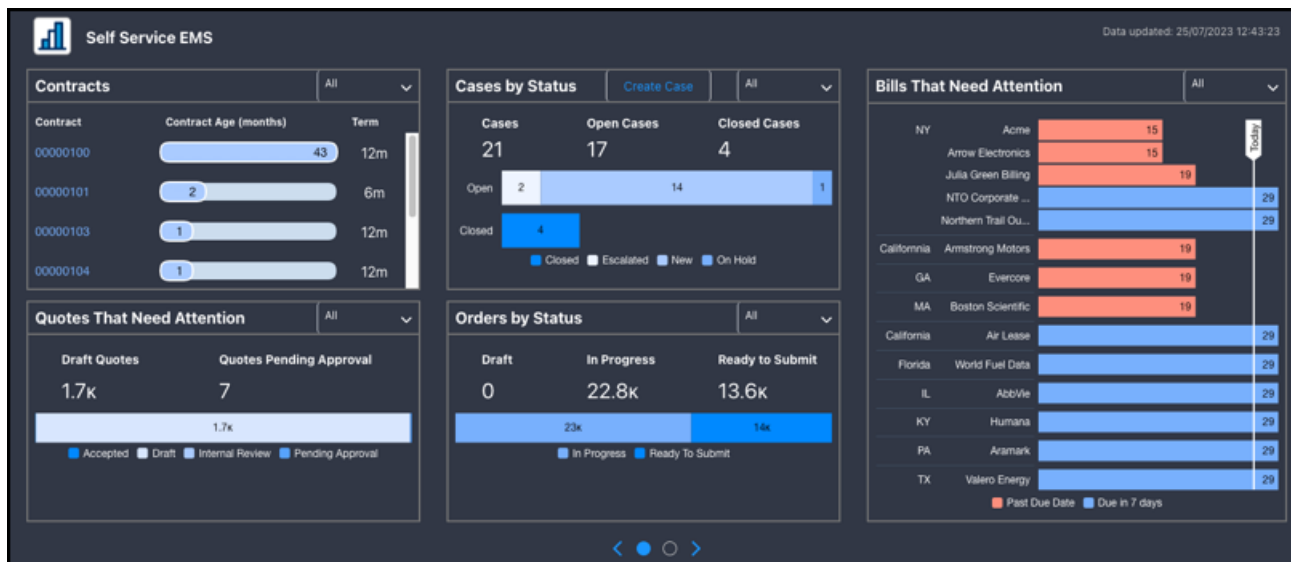 Self Service EMS
Data updated: 25/07/2023 12:43:23
Contracts All
Contract Contract Age (months) Term
00000100 43 12m
00000101 2 6m
00000103 1 12m
00000104 1 12m
Cases by Status Create Case All
Cases Open Cases Closed Cases
21 17 4
Open 2 14 1
Closed 4
Closed Escalated New On Hold
Quotes That Need Attention All
Draft Quotes Quotes Pending Approval
1.7K 7
1.7K
Accepted Draft Internal Review Pending Approval
Orders by Status All
Draft In Progress Ready to Submit
0 22.8K 13.6K
23K 14K
In Progress Ready To Submit
Bills That Need Attention All
Today
NY Acme 15
Arrow Electronics 15
Julia Green Billing 19
NTO Corporate ... 29
Northern Trail Ou... 29
Califomnia Armstrong Motors 19
GA Evercore 19
MA Boston Scientific 19
California Air Lease 29
Florida World Fuel Data 29
IL AbbVie 29
KY Humana 29
PA Aramark 29
TX Valero Energy 29
Past Due Date Due in 7 days